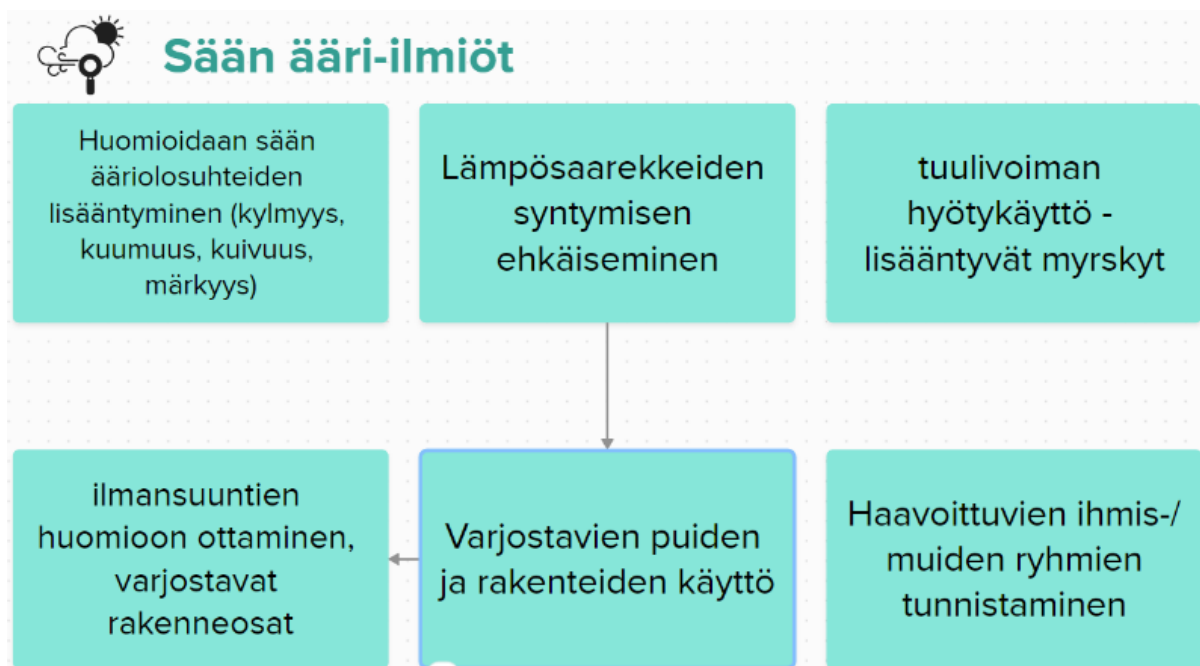 Sään ääri-ilmiöt
Huomioidaan sään
ääriolosuhteiden
lisääntyminen (kylmyys,
kuumuus, kuivuus,
märkyys)
Lämpösaarekkeiden
syntymisen
ehkäiseminen
tuulivoiman
hyötykäyttö -
lisääntyvät myrskyt
ilmansuuntien
huomioon ottaminen,
varjostavat
rakenneosat
Varjostavien puiden
ja rakenteiden käyttö
Haavoittuvien ihmis-/
muiden ryhmien
tunnistaminen